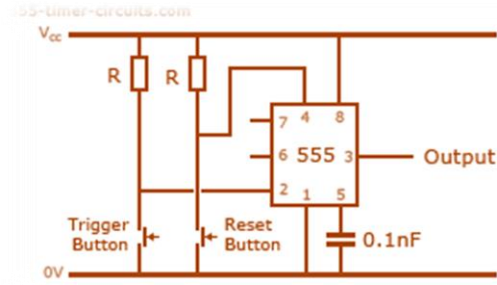 555-timer-circuits.com
Vcc
R
R
7
4
8
6
555
3
Output
2
1
5
Trigger
Button
Reset
Button
0.1nF
0V